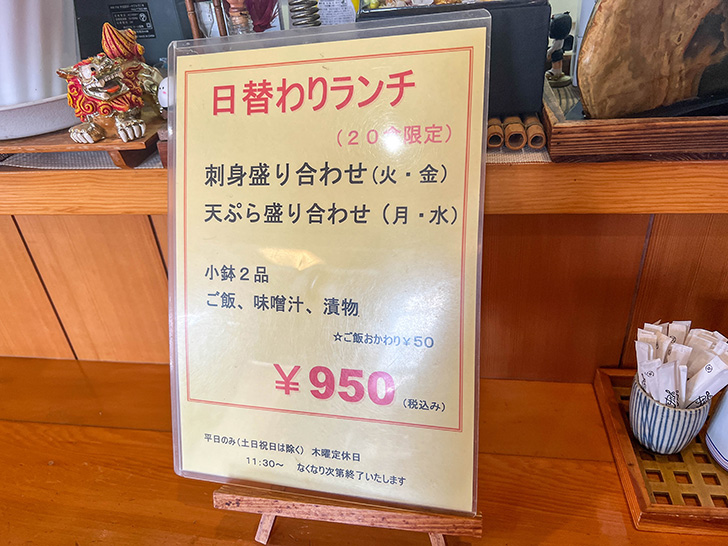 日替わりランチ
(20食限定)
刺身盛り合わせ(火・金)
天ぷら盛り合わせ(月・水)
小鉢2品
ご飯、味噌汁、漬物
☆ご飯おかわり¥50
¥950(税込み)
平日のみ(土日祝日は除く) 木曜定休日
11:30~ なくなり次第終了いたします